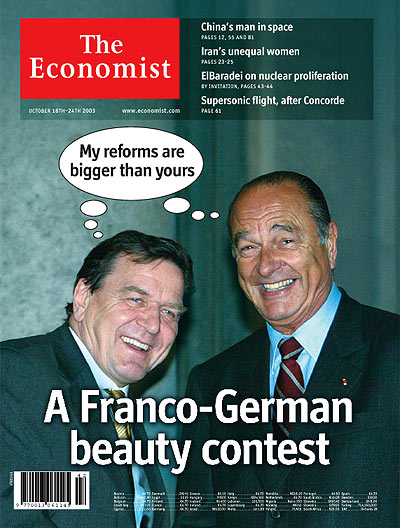 The
Economist
OCTOBER 18TH–24TH 2003
www.economist.com
China's man in space
PAGES 12, 55 AND 81
Iran's unequal women
PAGES 23-25
ElBaradei on nuclear proliferation
BY INVITATION, PAGES 43-44
Supersonic flight, after Concorde
PAGE 61
My reforms are
bigger than yours
A Franco-German
beauty contest